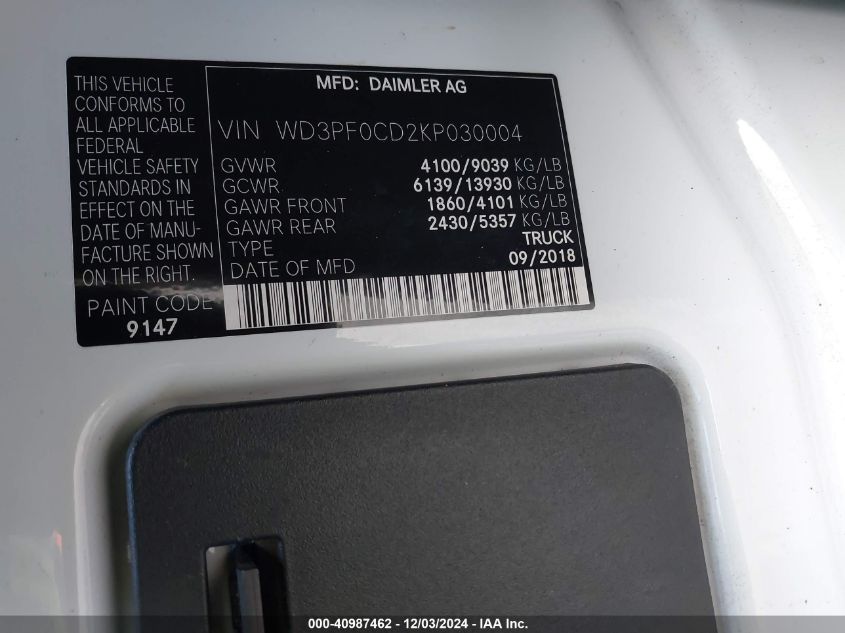 THIS VEHICLE
CONFORMS TO
ALL APPLICABLE
FEDERAL
VEHICLE SAFETY
STANDARDS IN
EFFECT ON THE
DATE OF MANU-
FACTURE SHOWN
ON THE RIGHT.
PAINT CODE
9147
MFD: DAIMLER AG
VIN WD3PF0CD2KP030004
GVWR 4100/9039 KG/LB
GCWR 6139/13930 KG/LB
GAWR FRONT 1860/4101 KG/LB
GAWR REAR 2430/5357 KG/LB
TYPE TRUCK
DATE OF MFD 09/2018
000-40987462 - 12/03/2024 - IAA Inc.